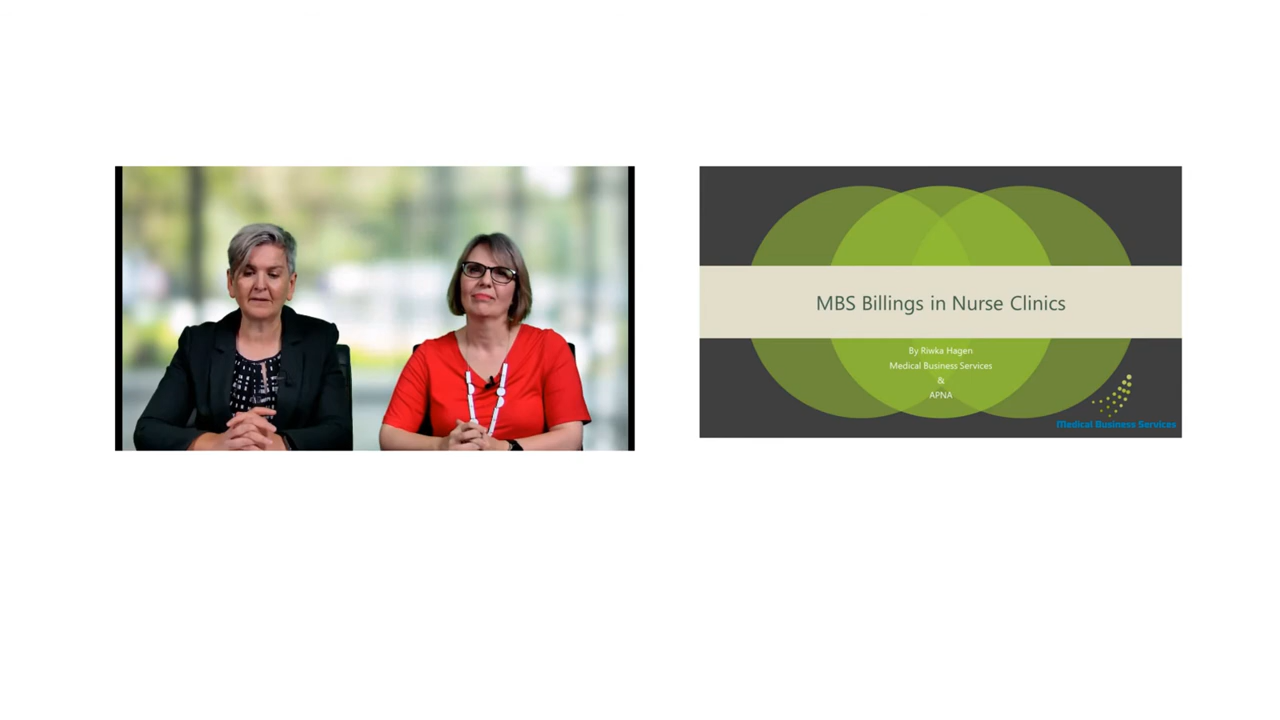 MBS Billings in Nurse Clinics
By Riwka Hagen
Medical Business Services
&
APNA
Medical Business Services